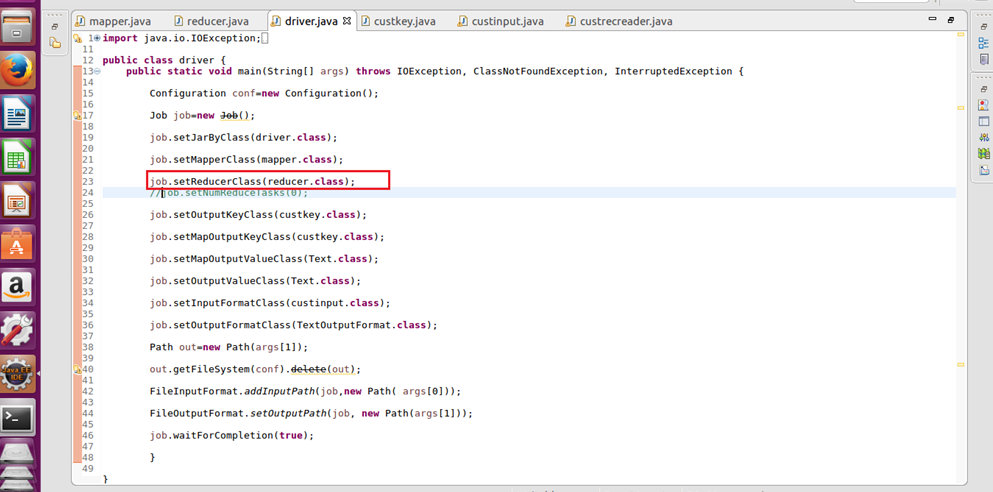 mapper.java reducer.java driver.java custkey.java custinput.java custrecreader.java
1 import java.io.IOException;
11
12 public class driver {
13 public static void main(String[] args) throws IOException, ClassNotFoundException, InterruptedException {
14
15 Configuration conf=new Configuration();
16
17 Job job=new Job();
18
19 job.setJarByClass(driver.class);
20
21 job.setMapperClass(mapper.class);
22
23 job.setReducerClass(reducer.class);
24 //job.setNumReduceTasks(0);
25
26 job.setOutputKeyClass(custkey.class);
27
28 job.setMapOutputKeyClass(custkey.class);
29
30 job.setMapOutputValueClass(Text.class);
31
32 job.setOutputValueClass(Text.class);
33
34 job.setInputFormatClass(custinput.class);
35
36 job.setOutputFormatClass(TextOutputFormat.class);
37
38 Path out=new Path(args[1]);
39
40 out.getFileSystem(conf).delete(out);
41
42 FileInputFormat.addInputPath(job,new Path( args[0]));
43
44 FileOutputFormat.setOutputPath(job, new Path(args[1]));
45
46 job.waitForCompletion(true);
47
48 }
49
}
Java EE
IDE